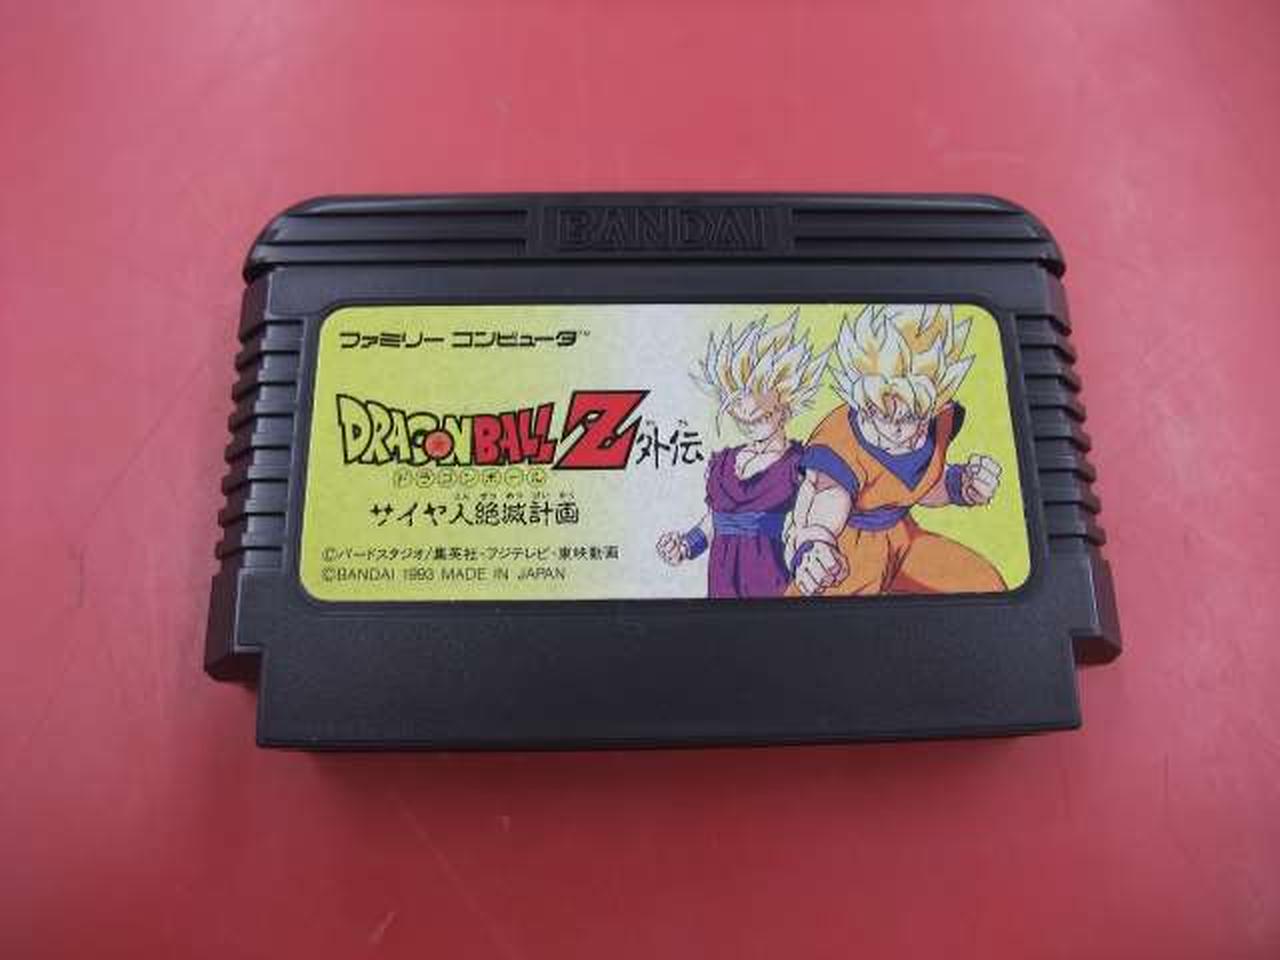 BANDAI
ファミリー コンピュータ™
DRAGON BALL Z 外伝
ドラゴンボール
サイヤ人絶滅計画
©バードスタジオ/集英社・フジテレビ・東映動画
©BANDAI 1993 MADE IN JAPAN